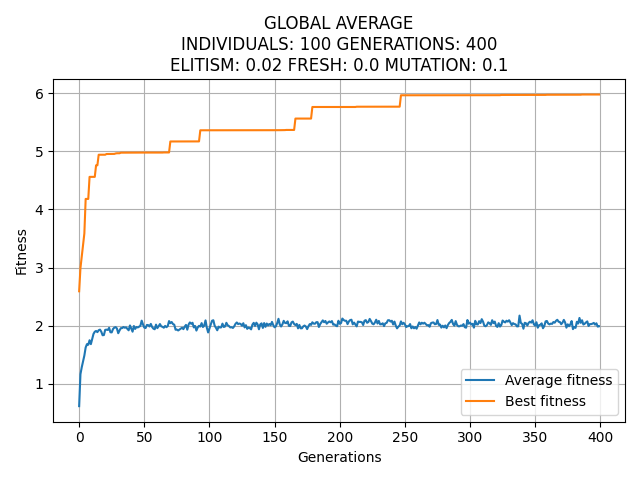 GLOBAL AVERAGE
INDIVIDUALS: 100 GENERATIONS: 400
ELITISM: 0.02 FRESH: 0.0 MUTATION: 0.1
6
5
4
3
2
1
Fitness
0 50 100 150 200 250 300 350 400
Generations
Average fitness
Best fitness